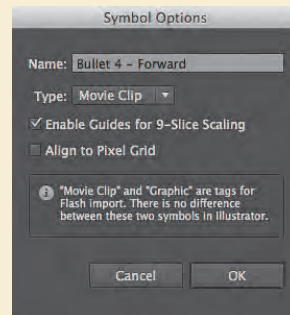 Symbol Options
Name: Bullet 4 – Forward
Type: Movie Clip
Enable Guides for 9-Slice Scaling
Align to Pixel Grid
"Movie Clip" and "Graphic" are tags for
Flash import. There is no difference
between these two symbols in Illustrator.
Cancel OK